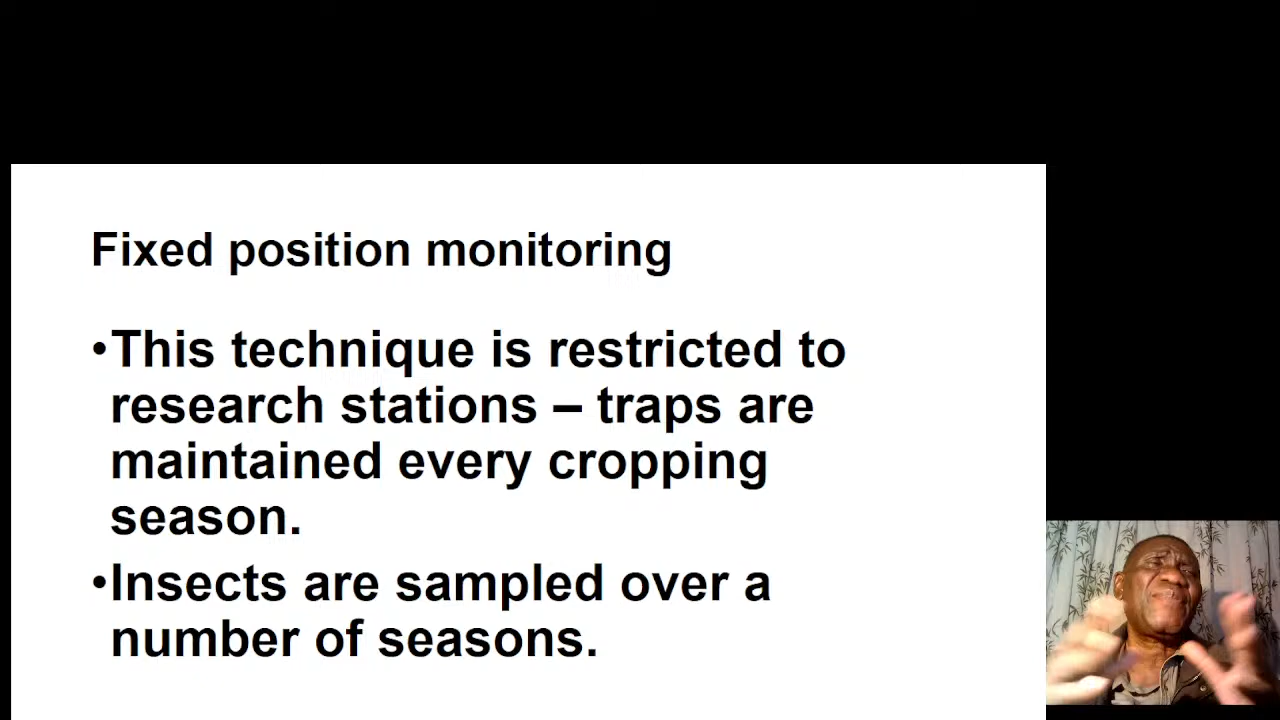 Fixed position monitoring
•This technique is restricted to
research stations – traps are
maintained every cropping
season.
•Insects are sampled over a
number of seasons.